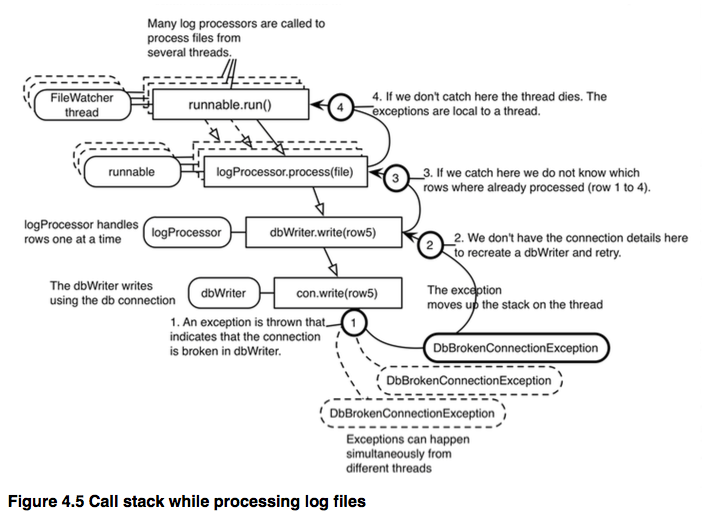 Many log processors are called to
process files from
several threads.
FileWatcher
thread
runnable.run()
4
4. If we don't catch here the thread dies. The
exceptions are local to a thread.
runnable
logProcessor.process(file)
3
3. If we catch here we do not know which
rows where already processed (row 1 to 4).
logProcessor handles
rows one at a time
logProcessor
dbWriter.write(row5)
2
2. We don't have the connection details here
to recreate a dbWriter and retry.
The dbWriter writes
using the db connection
dbWriter
con.write(row5)
The exception
moves up the stack on the thread
1. An exception is thrown that
indicates that the connection
is broken in dbWriter.
1
DbBrokenConnectionException
DbBrokenConnectionException
DbBrokenConnectionException
Exceptions can happen
simultaneously from
different threads
Figure 4.5 Call stack while processing log files